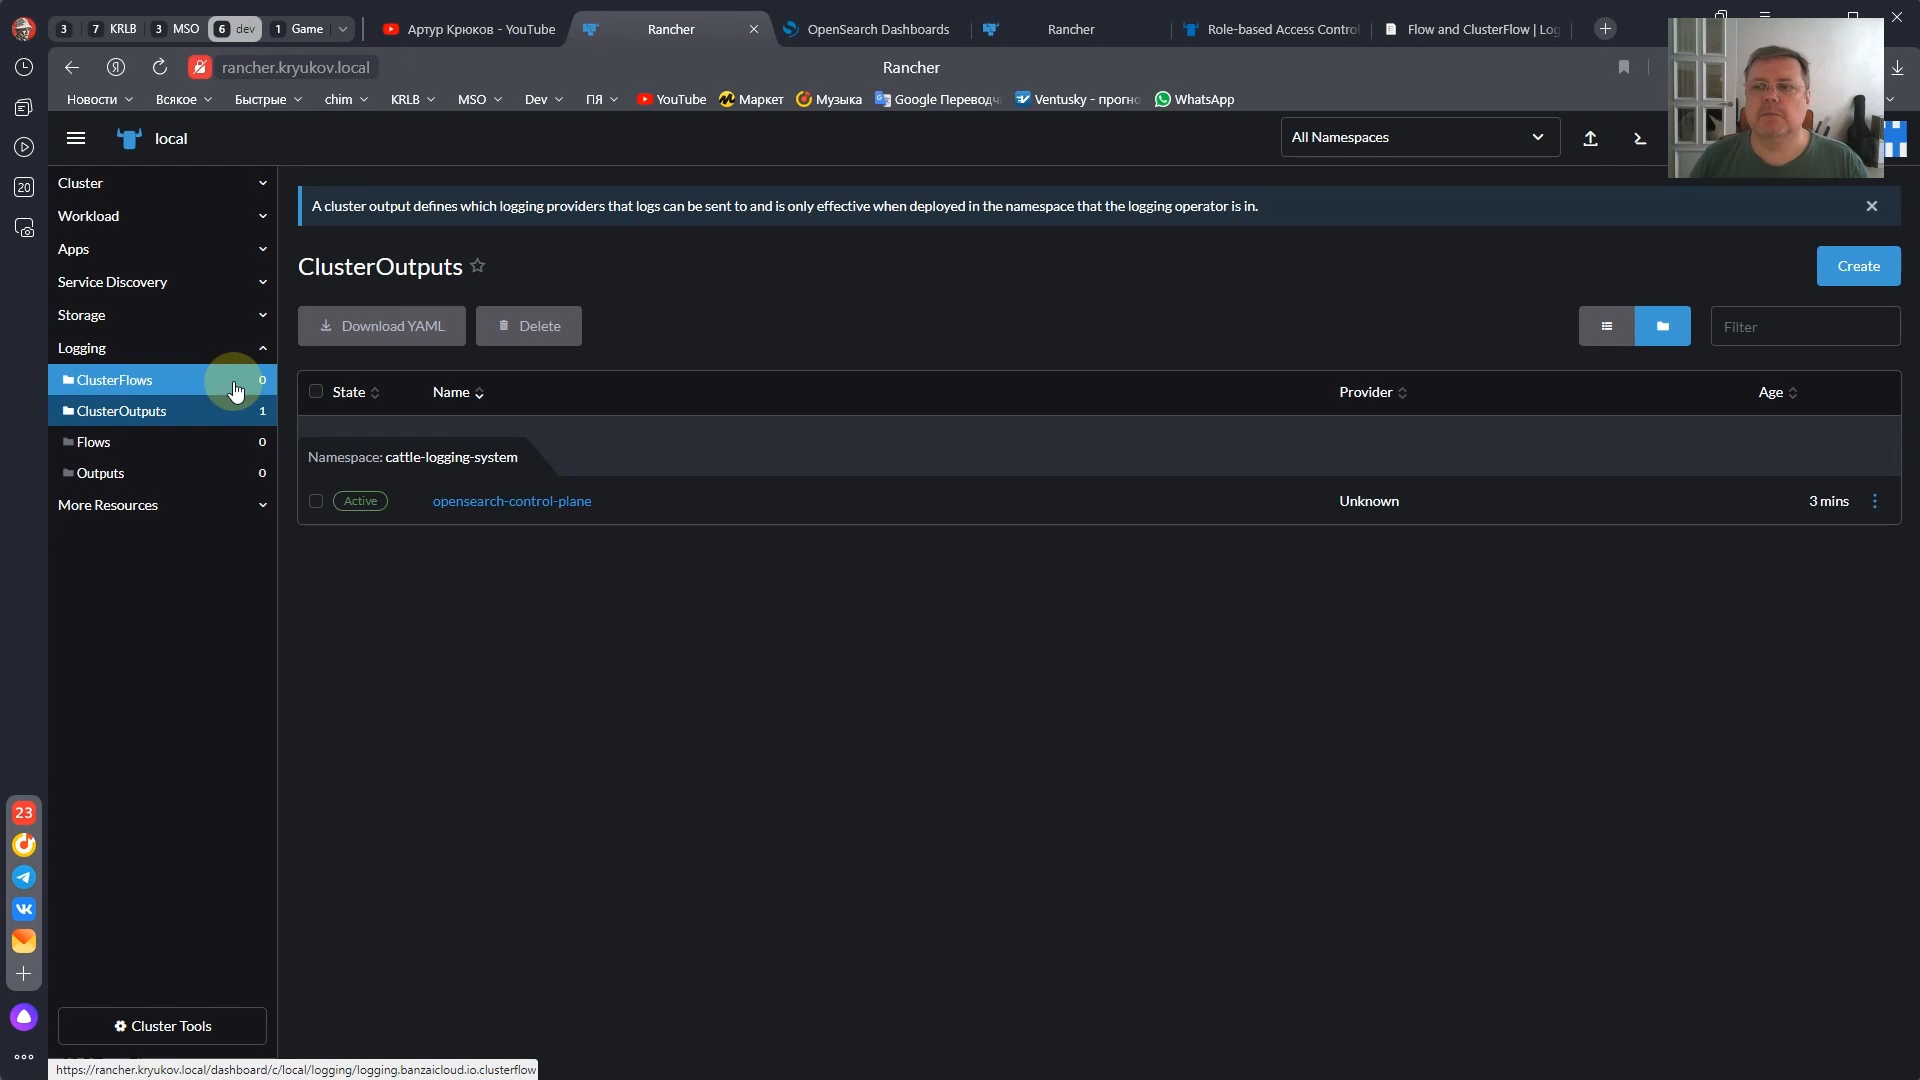 3
7 KRLB
3 MSO
6 dev
1 Game
Артур Крюков - YouTube
Rancher
OpenSearch Dashboards
Rancher
Role-based Access Control
Flow and ClusterFlow | Log
rancher.kryukov.local
Rancher
Новости
Всякое
Быстрые
chim
KRLB
MSO
Dev
ПЯ
YouTube
Маркет
Музыка
Google Переводч
Ventusky - прогно
WhatsApp
20
local
All Namespaces
Cluster
Workload
Apps
Service Discovery
Storage
Logging
ClusterFlows 0
ClusterOutputs 1
Flows 0
Outputs 0
More Resources
A cluster output defines which logging providers that logs can be sent to and is only effective when deployed in the namespace that the logging operator is in.
ClusterOutputs
Create
Download YAML
Delete
Filter
State
Name
Provider
Age
Namespace: cattle-logging-system
Active
opensearch-control-plane
Unknown
3 mins
23
Cluster Tools
https://rancher.kryukov.local/dashboard/c/local/logging/logging.banzaicloud.io.clusterflow